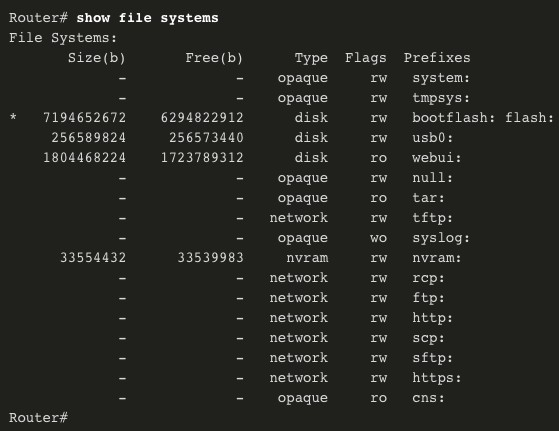 Router# show file systems
File Systems:
Size(b) Free(b) Type Flags Prefixes
- - opaque rw system:
- - opaque rw tmpsys:
* 7194652672 6294822912 disk rw bootflash: flash:
256589824 256573440 disk rw usb0:
1804468224 1723789312 disk ro webui:
- - opaque rw null:
- - opaque ro tar:
- - network rw tftp:
- - opaque wo syslog:
33554432 33539983 nvram rw nvram:
- - network rw rcp:
- - network rw ftp:
- - network rw http:
- - network rw scp:
- - network rw sftp:
- - network rw https:
- - opaque ro cns:
Router#